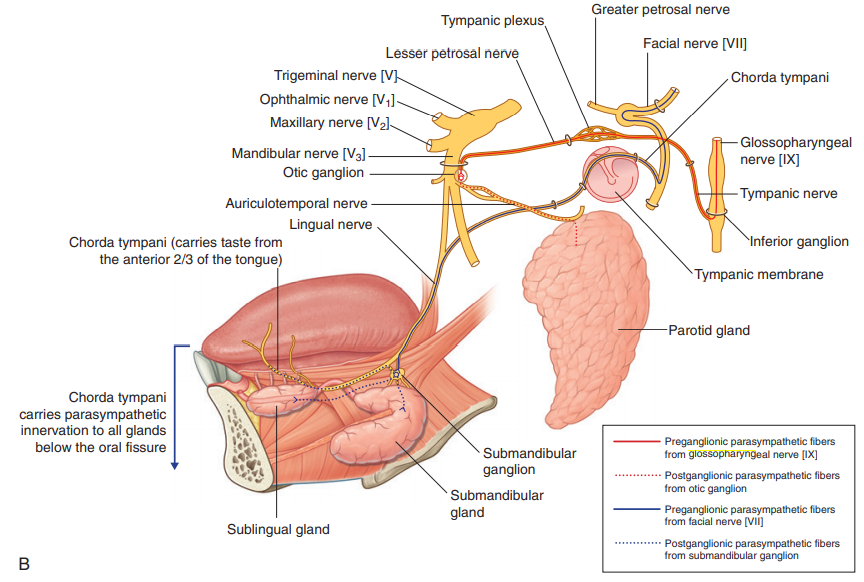 Greater petrosal nerve
Tympanic plexus
Facial nerve [VII]
Lesser petrosal nerve
Trigeminal nerve [V]
Chorda tympani
Ophthalmic nerve [V1]
Maxillary nerve [V2]
Mandibular nerve [V3]
Glossopharyngeal
nerve [IX]
Otic ganglion
Tympanic nerve
Auriculotemporal nerve
Lingual nerve
Chorda tympani (carries taste from
the anterior 2/3 of the tongue)
Inferior ganglion
Tympanic membrane
Parotid gland
Chorda tympani
carries parasympathetic
innervation to all glands
below the oral fissure
Submandibular
ganglion
Submandibular
gland
Sublingual gland
Preganglionic parasympathetic fibers
from glossopharyngeal nerve [IX]
Postganglionic parasympathetic fibers
from otic ganglion
Preganglionic parasympathetic fibers
from facial nerve [VII]
Postganglionic parasympathetic fibers
from submandibular ganglion
B